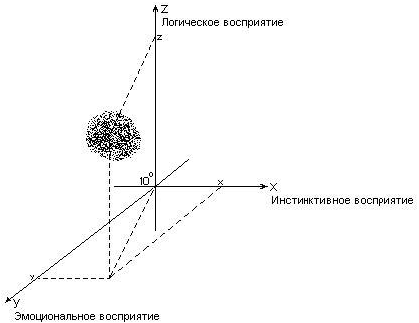 Z
Логическое восприятие
z
10°
x
X
Инстинктивное восприятие
y
y
Эмоциональное восприятие